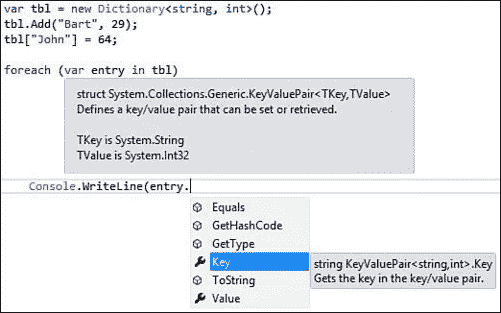 var tbl = new Dictionary<string, int>();
tbl.Add("Bart", 29);
tbl["John"] = 64;
foreach (var entry in tbl)
struct System.Collections.Generic.KeyValuePair<TKey,TValue>
Defines a key/value pair that can be set or retrieved.
TKey is System.String
TValue is System.Int32
Console.WriteLine(entry.
Equals
GetHashCode
GetType
Key
string KeyValuePair<string,int>.Key
Gets the key in the key/value pair.
ToString
Value